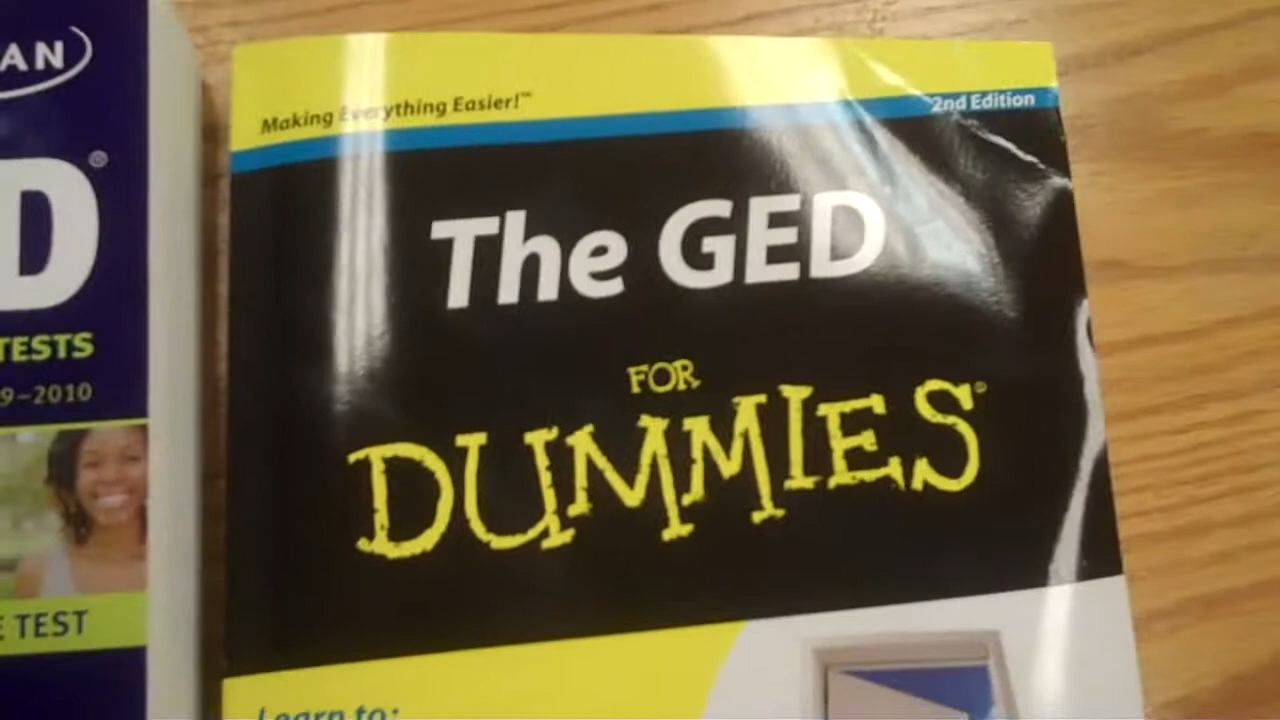 AN
D®
TESTS
9–2010
E TEST
Making Everything Easier!™
2nd Edition
The GED
FOR
DUMMIES®
Learn to: